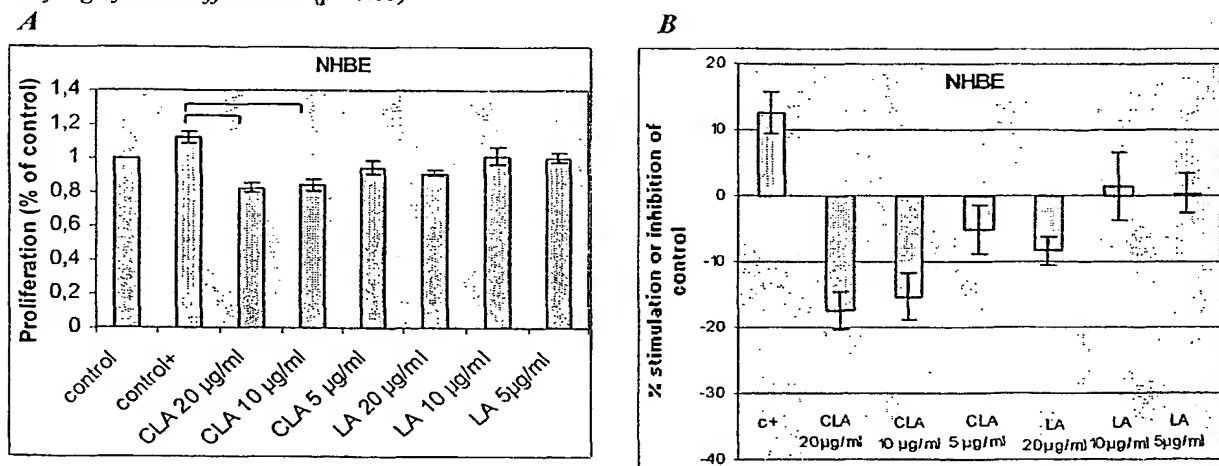 A
NHBE
Proliferation (% of control)
1,4
1,2
1
0,8
0,6
0,4
0,2
0
control
control+
CLA 20 µg/ml
CLA 10 µg/ml
CLA 5 µg/ml
LA 20 µg/ml
LA 10 µg/ml
LA 5µg/ml
B
NHBE
% stimulation or inhibition of
control
20
10
0
-10
-20
-30
-40
c+
CLA
20µg/ml
CLA
10 µg/ml
CLA
5 µg/ml
LA
20µg/ml
LA
10µg/ml
LA
5µg/ml